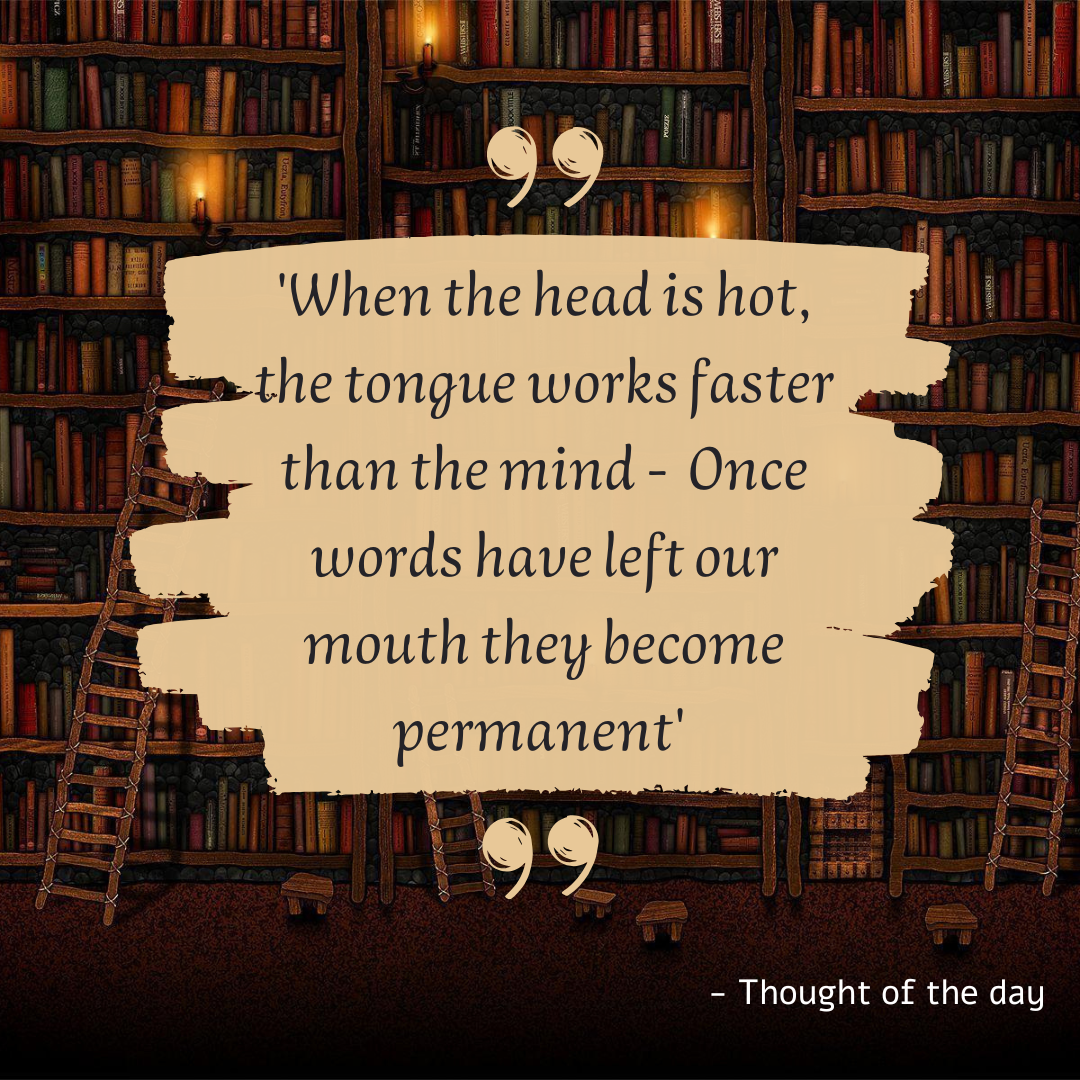 'When the head is hot,
the tongue works faster
than the mind - Once
words have left our
mouth they become
permanent'
– Thought of the day